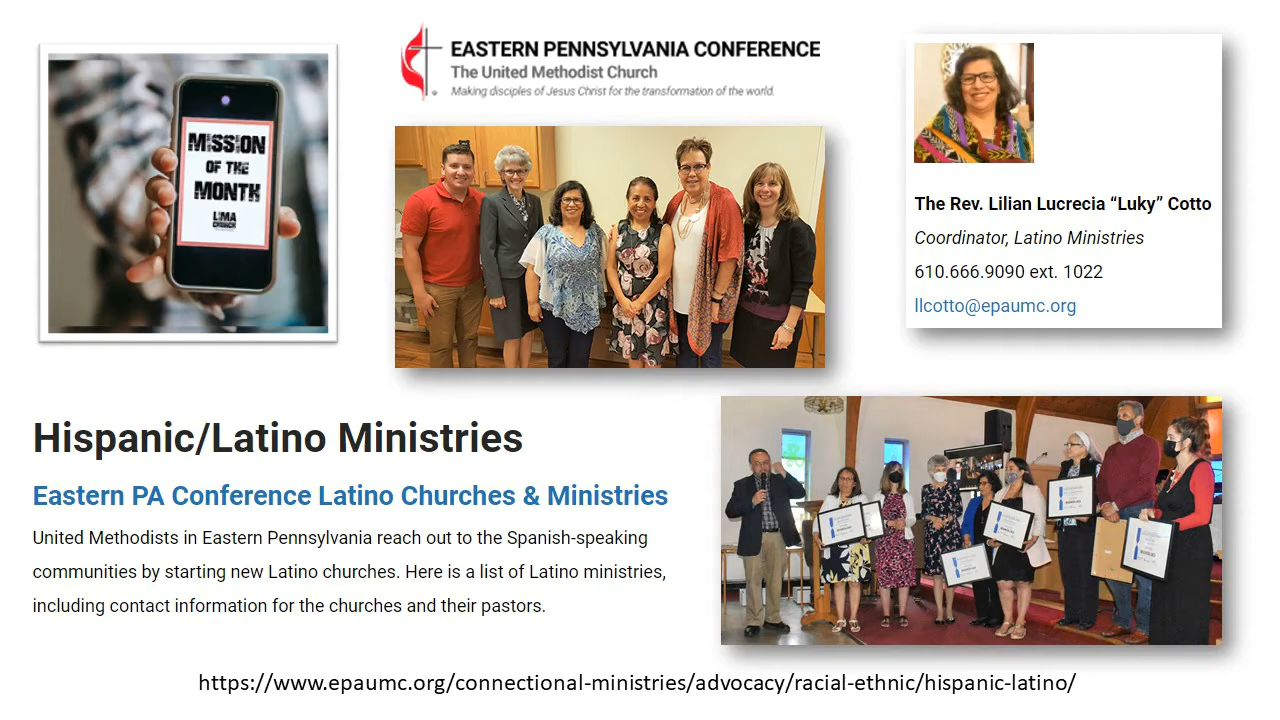 EASTERN PENNSYLVANIA CONFERENCE
The United Methodist Church
Making disciples of Jesus Christ for the transformation of the world.
MISSION
OF THE
MONTH
LIMA
CHURCH
The Rev. Lilian Lucrecia “Luky” Cotto
Coordinator, Latino Ministries
610.666.9090 ext. 1022
llcotto@epaumc.org
Hispanic/Latino Ministries
Eastern PA Conference Latino Churches & Ministries
United Methodists in Eastern Pennsylvania reach out to the Spanish-speaking
communities by starting new Latino churches. Here is a list of Latino ministries,
including contact information for the churches and their pastors.
https://www.epaumc.org/connectional-ministries/advocacy/racial-ethnic/hispanic-latino/